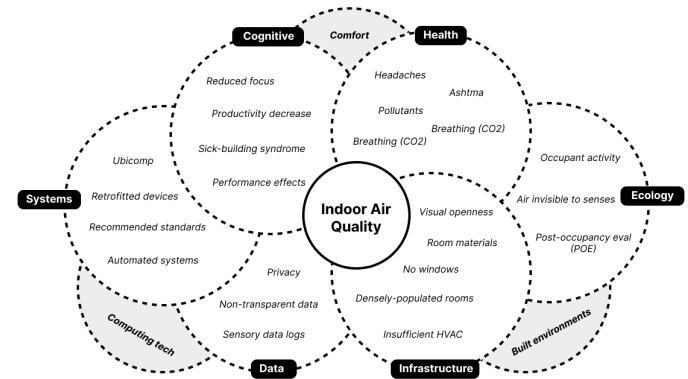 Cognitive
Comfort
Health
Reduced focus
Productivity decrease
Sick-building syndrome
Performance effects
Headaches
Ashtma
Pollutants
Breathing (CO2)
Breathing (CO2)
Systems
Ubicomp
Retrofitted devices
Recommended standards
Automated systems
Indoor Air
Quality
Occupant activity
Air invisible to senses
Ecology
Post-occupancy eval
(POE)
Visual openness
Room materials
No windows
Densely-populated rooms
Insufficient HVAC
Privacy
Non-transparent data
Sensory data logs
Computing tech
Built environments
Data
Infrastructure